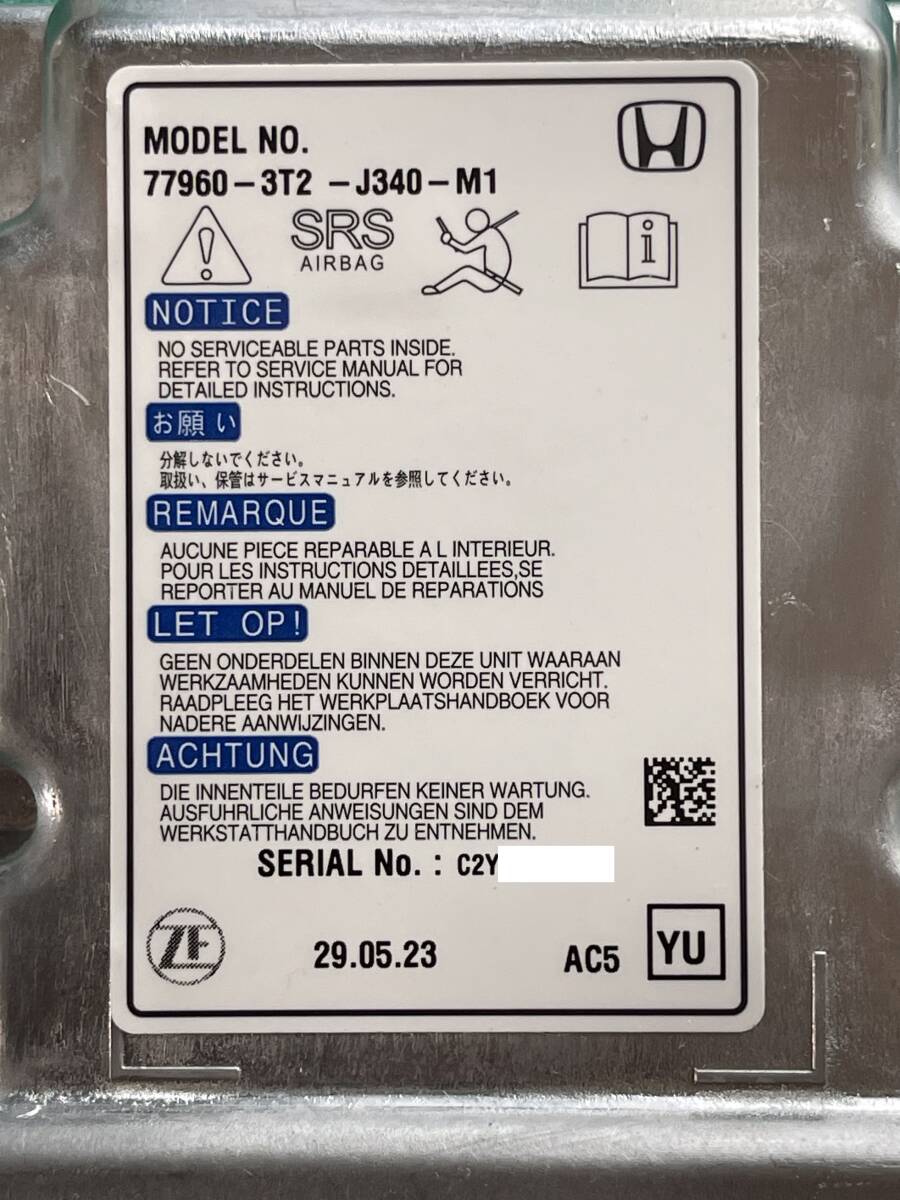 MODEL NO.
77960-3T2 -J340-M1
SRS
AIRBAG
i
NOTICE
NO SERVICEABLE PARTS INSIDE.
REFER TO SERVICE MANUAL FOR
DETAILED INSTRUCTIONS.
お願い
分解しないでください。
取扱い、保管はサービスマニュアルを参照してください。
REMARQUE
AUCUNE PIECE REPARABLE A L INTERIEUR.
POUR LES INSTRUCTIONS DETAILLEES,SE
REPORTER AU MANUEL DE REPARATIONS
LET OP!
GEEN ONDERDELEN BINNEN DEZE UNIT WAARAAN
WERKZAAMHEDEN KUNNEN WORDEN VERRICHT.
RAADPLEEG HET WERKPLAATSHANDBOEK VOOR
NADERE AANWIJZINGEN.
ACHTUNG
DIE INNENTEILE BEDURFEN KEINER WARTUNG.
AUSFUHRLICHE ANWEISUNGEN SIND DEM
WERKSTATTHANDBUCH ZU ENTNEHMEN.
SERIAL No. : C2Y
ZF 29.05.23 AC5 YU